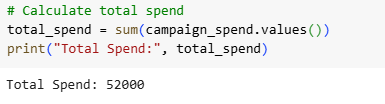 # Calculate total spend
total_spend = sum(campaign_spend.values())
print("Total Spend:", total_spend)
Total Spend: 52000